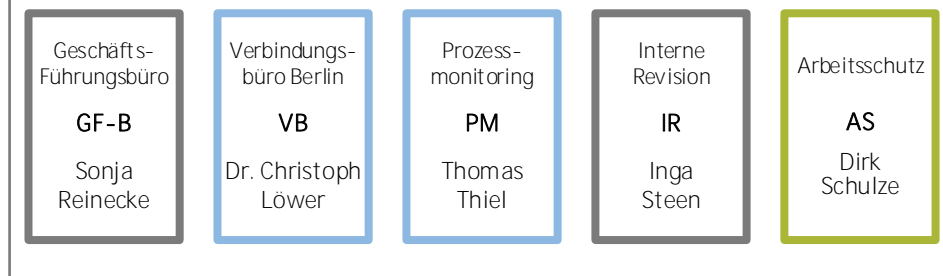 Geschäfts-
Führungsbüro
GF-B
Sonja
Reinecke
Verbindungs-
büro Berlin
VB
Dr. Christoph
Löwer
Prozess-
monitoring
PM
Thomas
Thiel
Interne
Revision
IR
Inga
Steen
Arbeitsschutz
AS
Dirk
Schulze